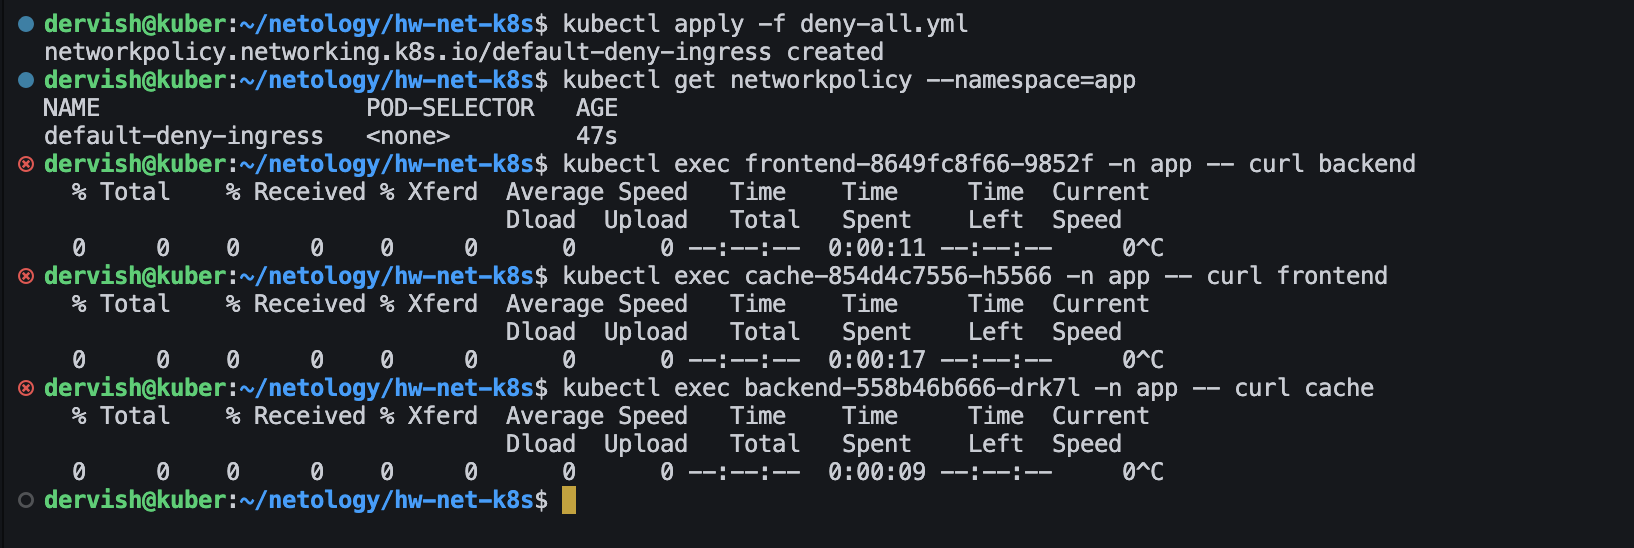 dervish@kuber:~/netology/hw-net-k8s$ kubectl apply -f deny-all.yml
networkpolicy.networking.k8s.io/default-deny-ingress created
dervish@kuber:~/netology/hw-net-k8s$ kubectl get networkpolicy --namespace=app
NAME                   POD-SELECTOR   AGE
default-deny-ingress   <none>         47s
dervish@kuber:~/netology/hw-net-k8s$ kubectl exec frontend-8649fc8f66-9852f -n app -- curl backend
  % Total    % Received % Xferd  Average Speed   Time    Time     Time  Current
                                 Dload  Upload   Total   Spent    Left  Speed
  0     0    0     0    0     0      0      0 --:--:--  0:00:11 --:--:--     0^C
dervish@kuber:~/netology/hw-net-k8s$ kubectl exec cache-854d4c7556-h5566 -n app -- curl frontend
  % Total    % Received % Xferd  Average Speed   Time    Time     Time  Current
                                 Dload  Upload   Total   Spent    Left  Speed
  0     0    0     0    0     0      0      0 --:--:--  0:00:17 --:--:--     0^C
dervish@kuber:~/netology/hw-net-k8s$ kubectl exec backend-558b46b666-drk7l -n app -- curl cache
  % Total    % Received % Xferd  Average Speed   Time    Time     Time  Current
                                 Dload  Upload   Total   Spent    Left  Speed
  0     0    0     0    0     0      0      0 --:--:--  0:00:09 --:--:--     0^C
dervish@kuber:~/netology/hw-net-k8s$